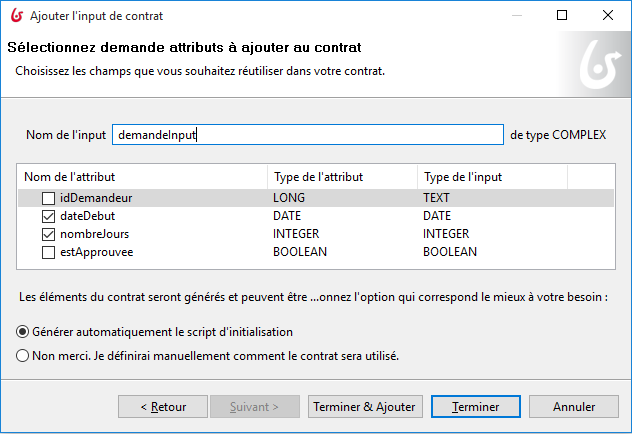 Ajouter l'input de contrat
Sélectionnez demande attributs à ajouter au contrat
Choisissez les champs que vous souhaitez réutiliser dans votre contrat.
Nom de l'input demandeInput de type COMPLEX
Nom de l'attribut Type de l'attribut Type de l'input
idDemandeur LONG TEXT
dateDebut DATE DATE
nombreJours INTEGER INTEGER
estApprouvee BOOLEAN BOOLEAN
Les éléments du contrat seront générés et peuvent être ...onnez l'option qui correspond le mieux à votre besoin :
Générer automatiquement le script d'initialisation
Non merci. Je définirai manuellement comment le contrat sera utilisé.
< Retour Suivant > Terminer & Ajouter Terminer Annuler